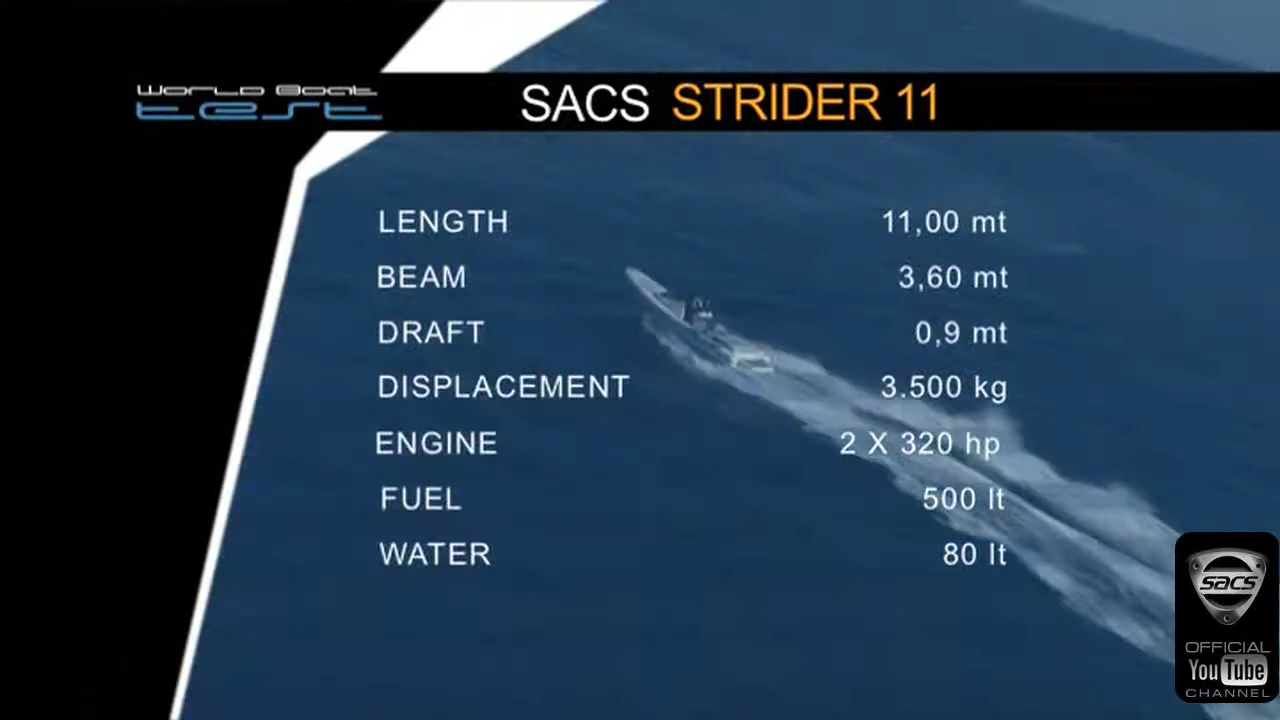 World Boat
test
SACS STRIDER 11
LENGTH 11,00 mt
BEAM 3,60 mt
DRAFT 0,9 mt
DISPLACEMENT 3.500 kg
ENGINE 2 X 320 hp
FUEL 500 lt
WATER 80 lt
sacs
OFFICIAL
YouTube
CHANNEL